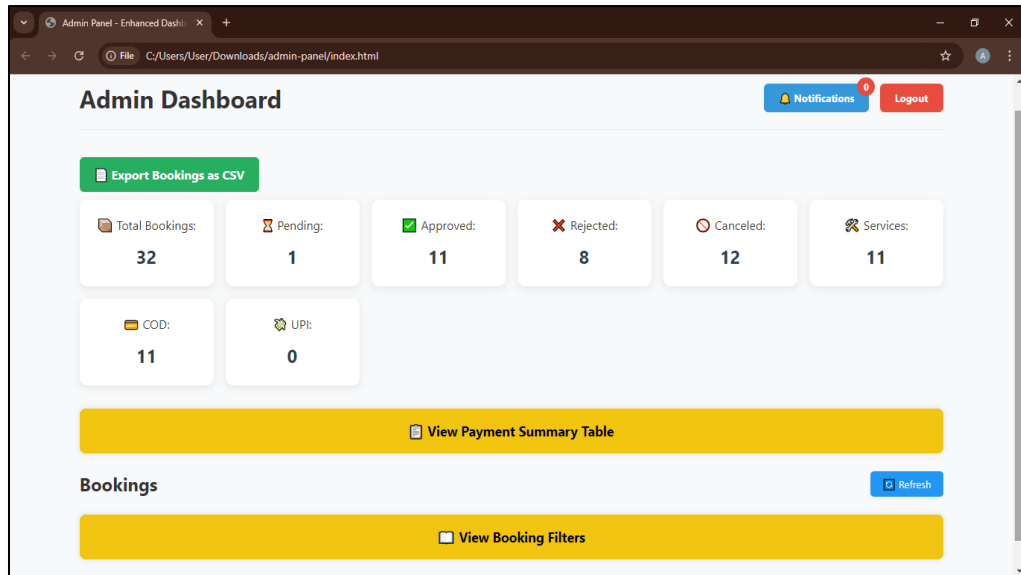 Admin Panel - Enhanced Dashb
File C:/Users/User/Downloads/admin-panel/index.html
A
Admin Dashboard
Notifications
0
Logout
Export Bookings as CSV
Total Bookings:
32
Pending:
1
Approved:
11
Rejected:
8
Canceled:
12
Services:
11
COD:
11
UPI:
0
View Payment Summary Table
Bookings
Refresh
View Booking Filters